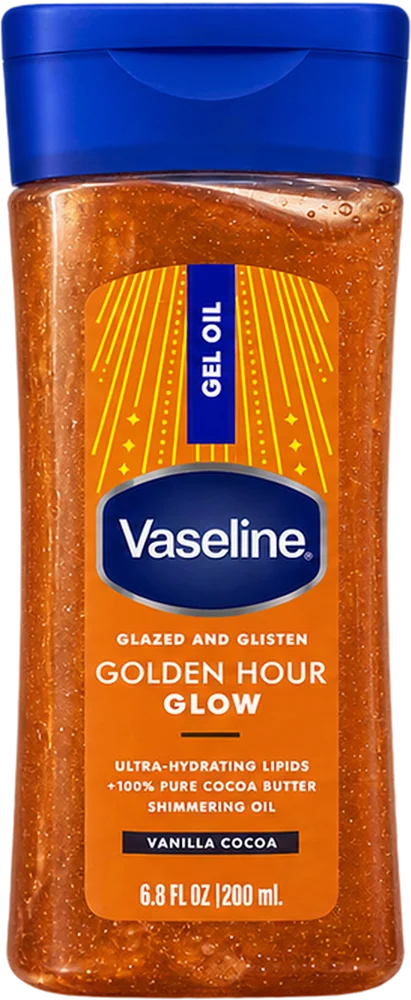 GEL OIL
Vaseline®
GLAZED AND GLISTEN
GOLDEN HOUR
GLOW
ULTRA-HYDRATING LIPIDS
+100% PURE COCOA BUTTER
SHIMMERING OIL
VANILLA COCOA
6.8 FL OZ |200 ml.